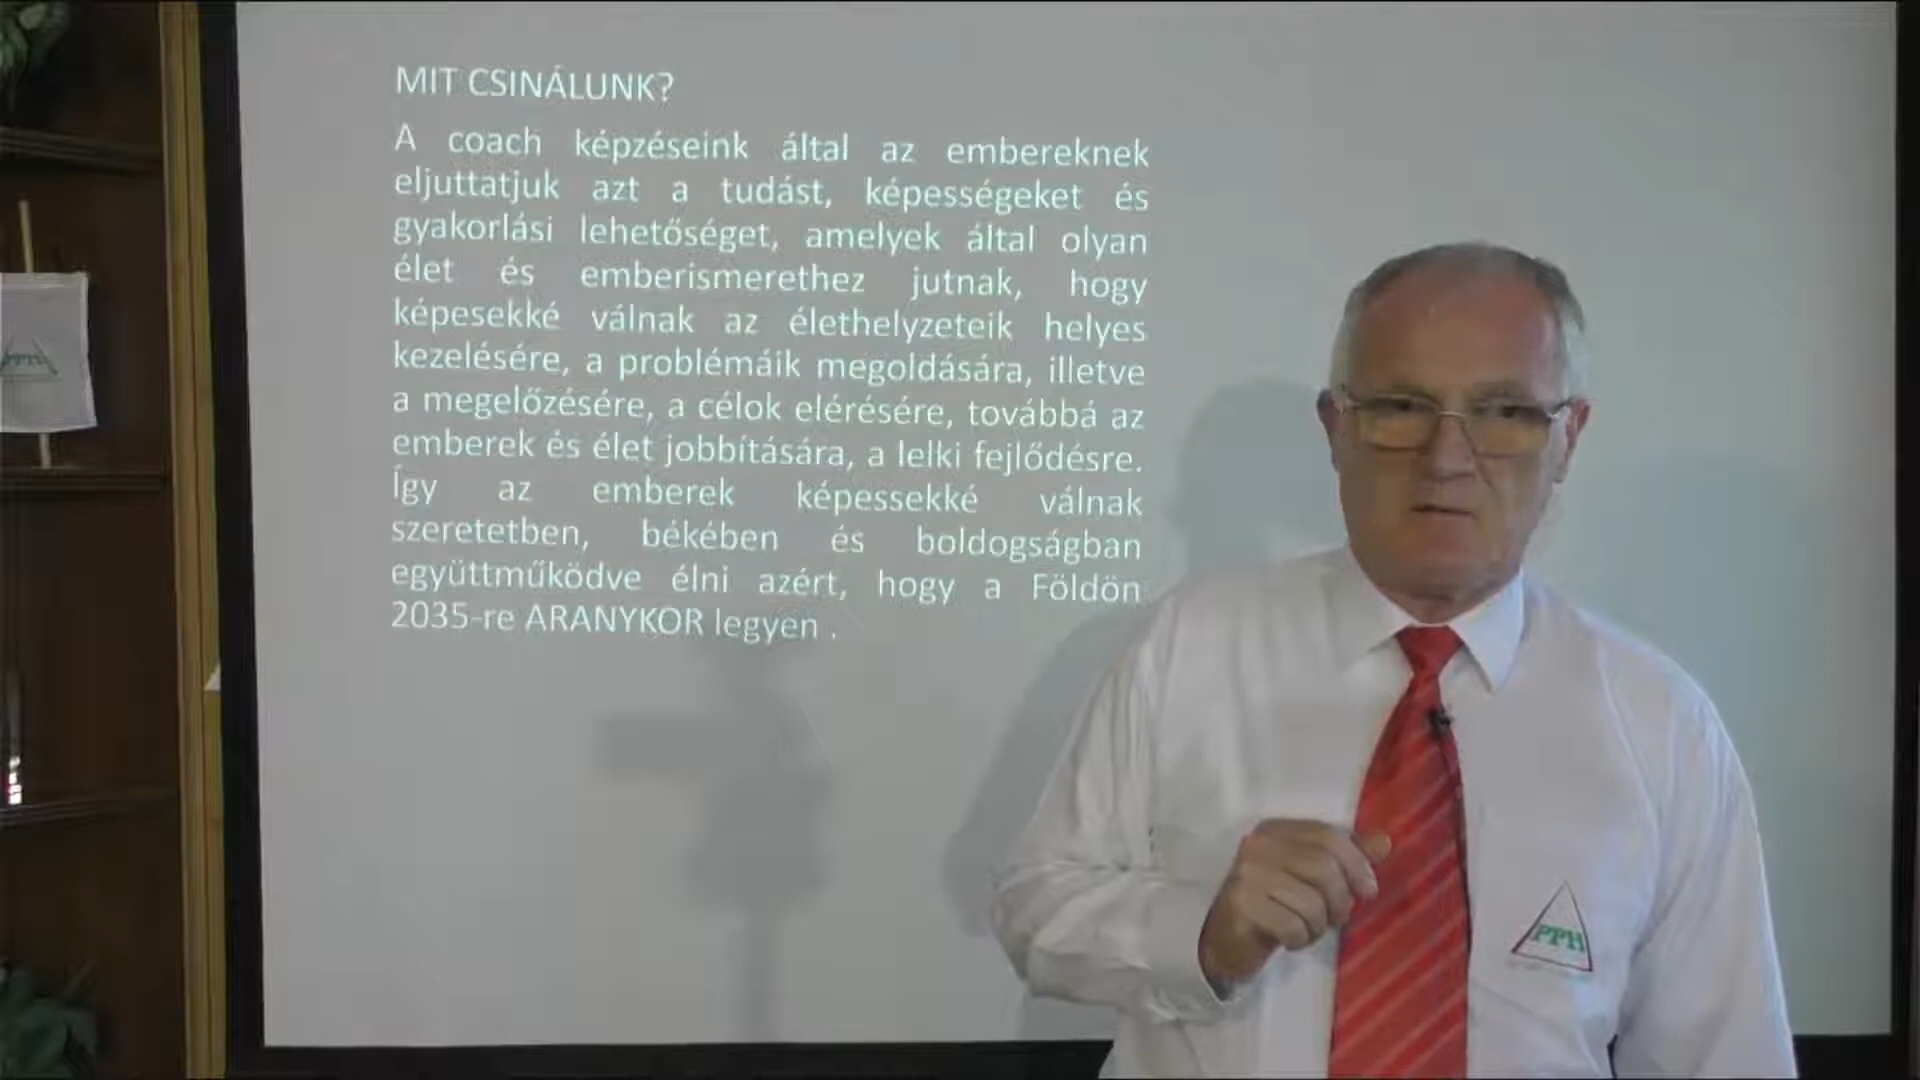 MIT CSINÁLUNK?
A coach képzéseink által az embereknek
eljuttatjuk azt a tudást, képességeket és
gyakorlási lehetőséget, amelyek által olyan
élet és emberismerethez jutnak, hogy
képesekké válnak az élethelyzeteik helyes
kezelésére, a problémáik megoldására, illetve
a megelőzésére, a célok elérésére, továbbá az
emberek és élet jobbítására, a lelki fejlődésre.
Így az emberek képessekké válnak
szeretetben, békében és boldogságban
együttműködve élni azért, hogy a Földön
2035-re ARANYKOR legyen .
PPH
PPH